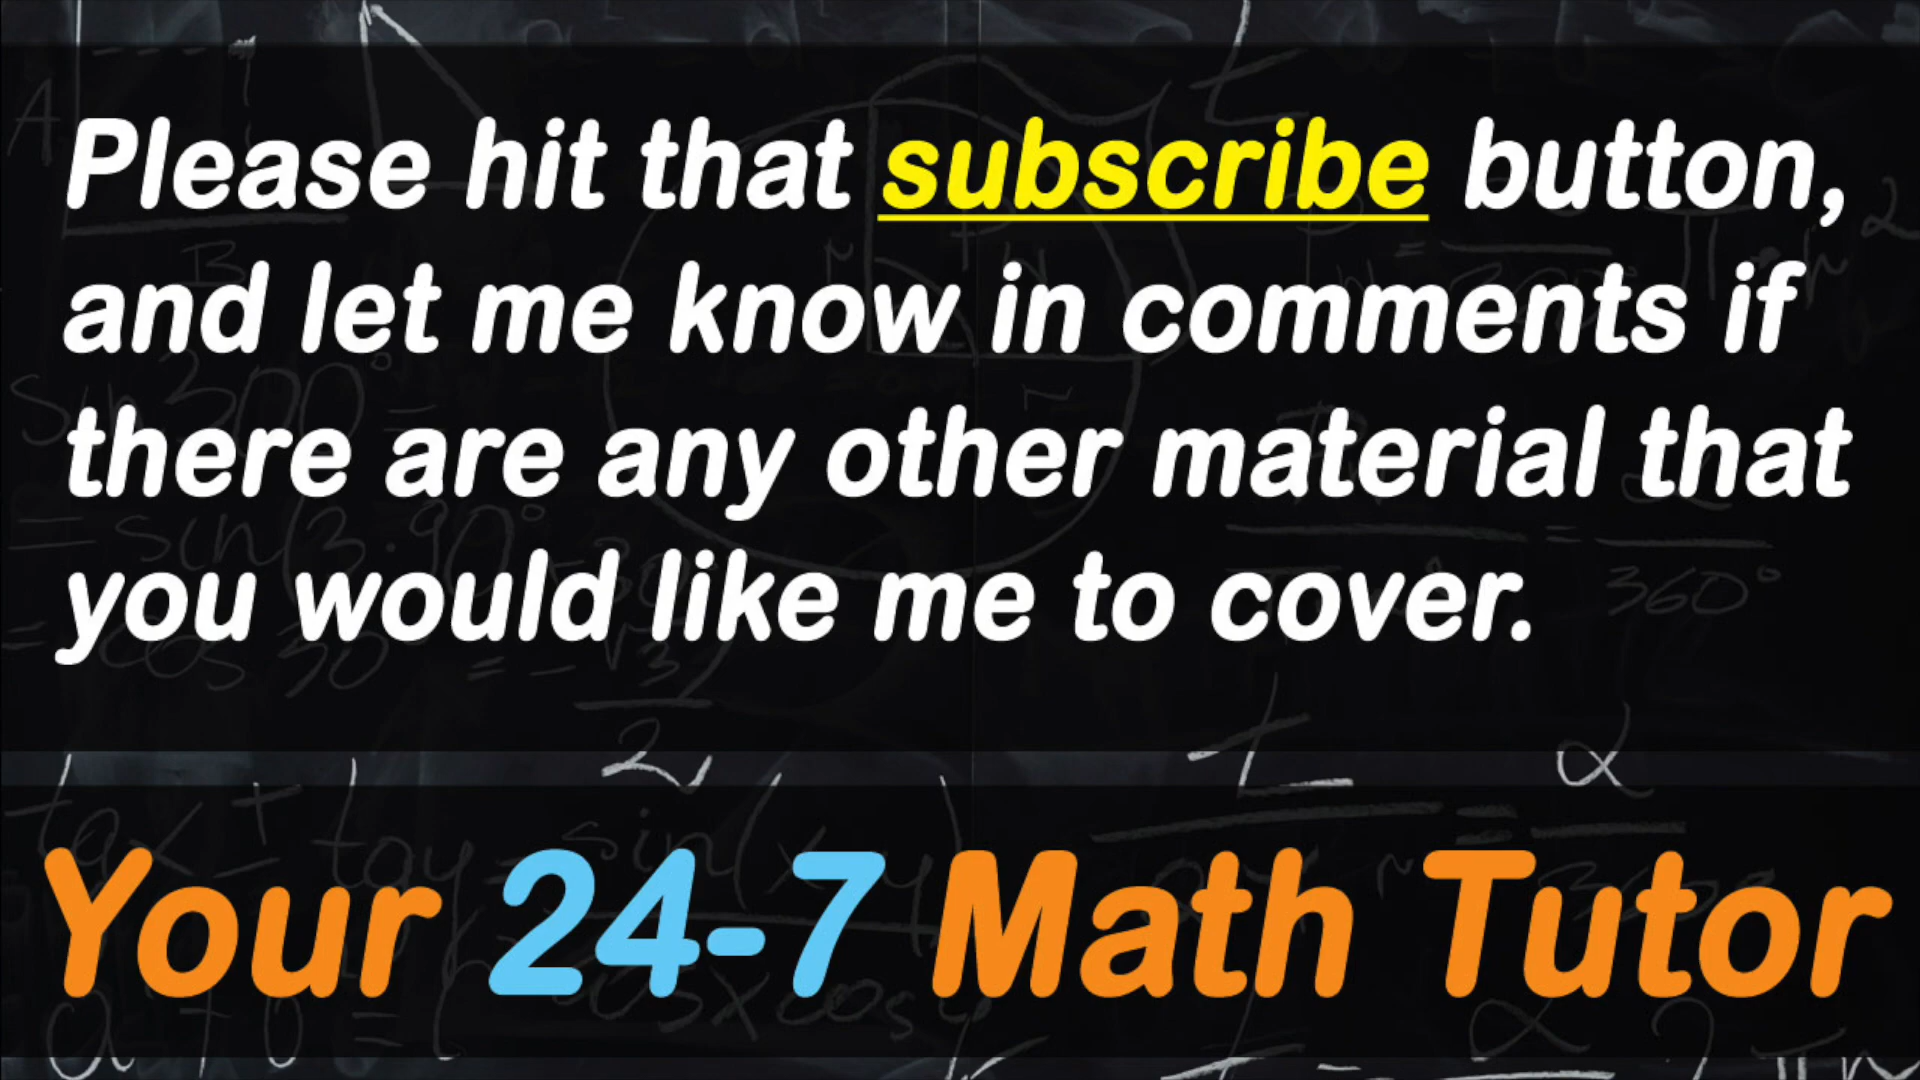 Please hit that subscribe button,
and let me know in comments if
there are any other material that
you would like me to cover.
Your 24-7 Math Tutor